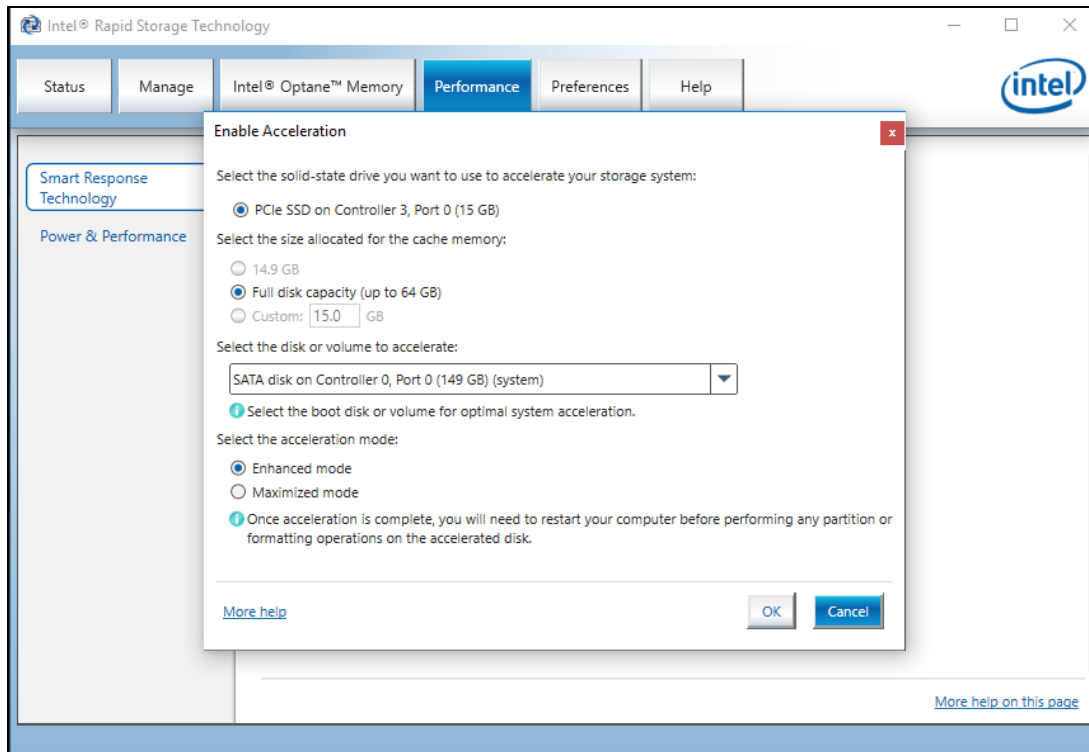 Intel® Rapid Storage Technology
Status
Manage
Intel® Optane™ Memory
Performance
Preferences
Help
intel
Enable Acceleration
x
Smart Response
Technology
Power & Performance
Select the solid-state drive you want to use to accelerate your storage system:
PCIe SSD on Controller 3, Port 0 (15 GB)
Select the size allocated for the cache memory:
14.9 GB
Full disk capacity (up to 64 GB)
Custom: 15.0 GB
Select the disk or volume to accelerate:
SATA disk on Controller 0, Port 0 (149 GB) (system)
Select the boot disk or volume for optimal system acceleration.
Select the acceleration mode:
Enhanced mode
Maximized mode
Once acceleration is complete, you will need to restart your computer before performing any partition or
formatting operations on the accelerated disk.
More help
OK
Cancel
More help on this page